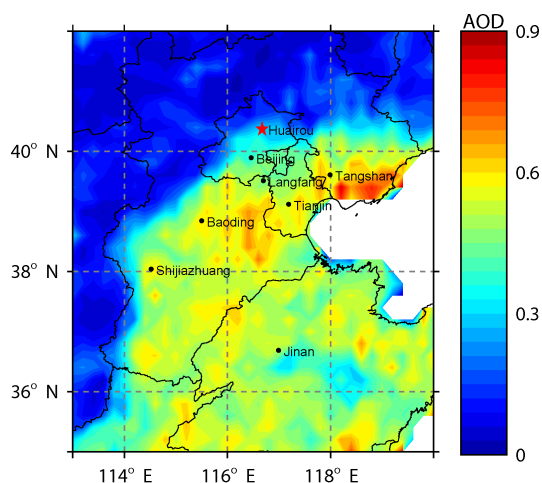 AOD
0.9
Huairou
40° N
Beijing
Tangshan
0.6
Langfang
Tianjin
Baoding
38° N
Shijiazhuang
0.3
Jinan
36° N
0
114° E
116° E
118° E